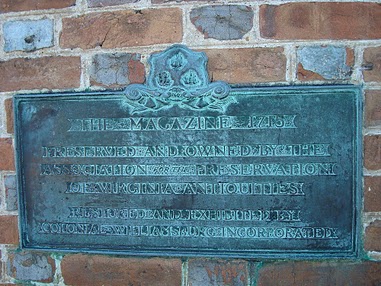 THE MAGAZINE 1715
PRESERVED AND OWNED BY THE
ASSOCIATION FOR THE PRESERVATION
OF VIRGINIA ANTIQUITIES
RESTORED AND EXHIBITED BY
COLONIAL WILLIAMSBURG INCORPORATED